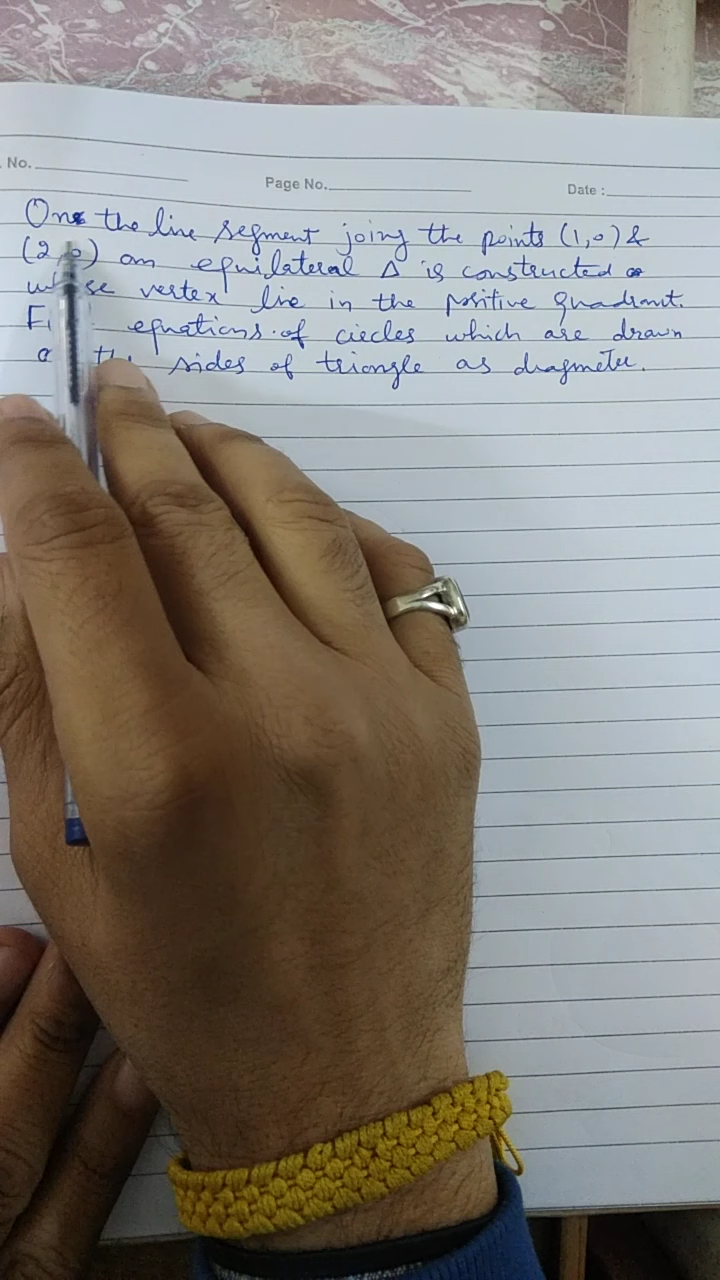 No.
Page No.
Date :
On the line segment joing the points (1,0) &
(2,0) an equilateral Δ is constructed
vertex lie in the positive quadrant.
equations of circles which are drawn
the sides of triangle as diagmeter.